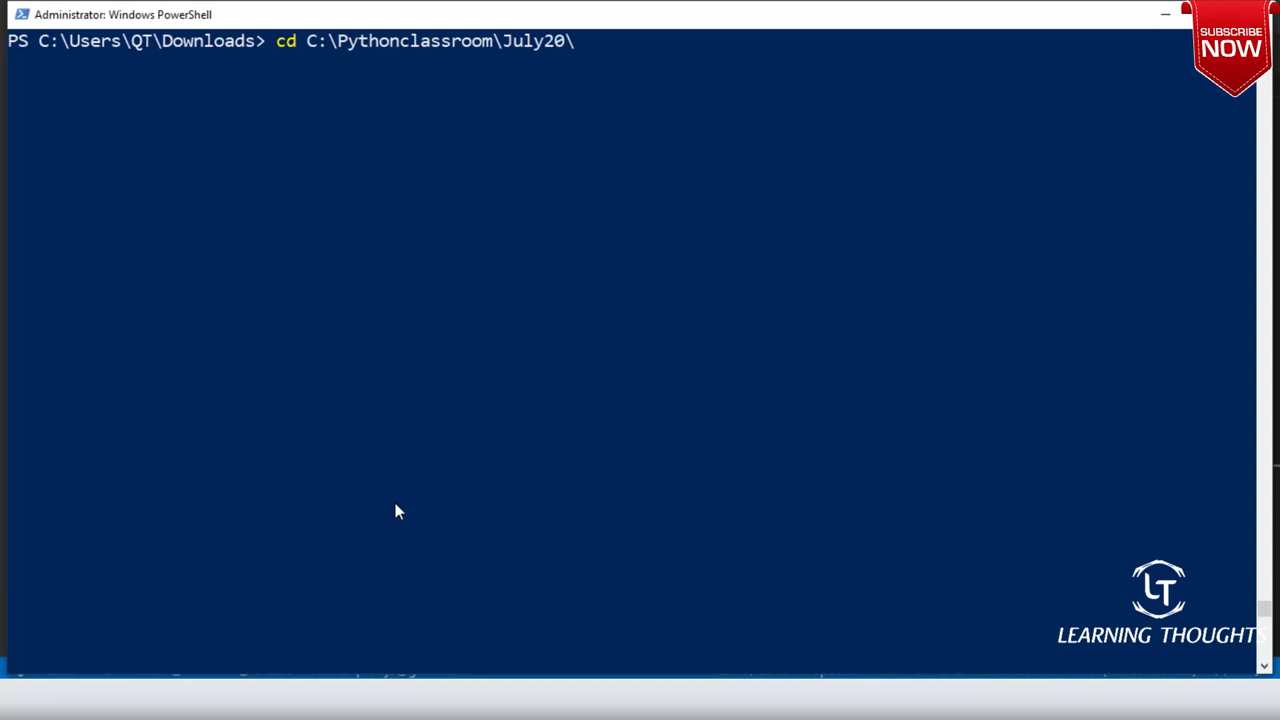 Administrator: Windows PowerShell
SUBSCRIBE
NOW
PS C:\Users\QT\Downloads> cd C:\Pythonclassroom\July20\
LT
LEARNING THOUGHTS